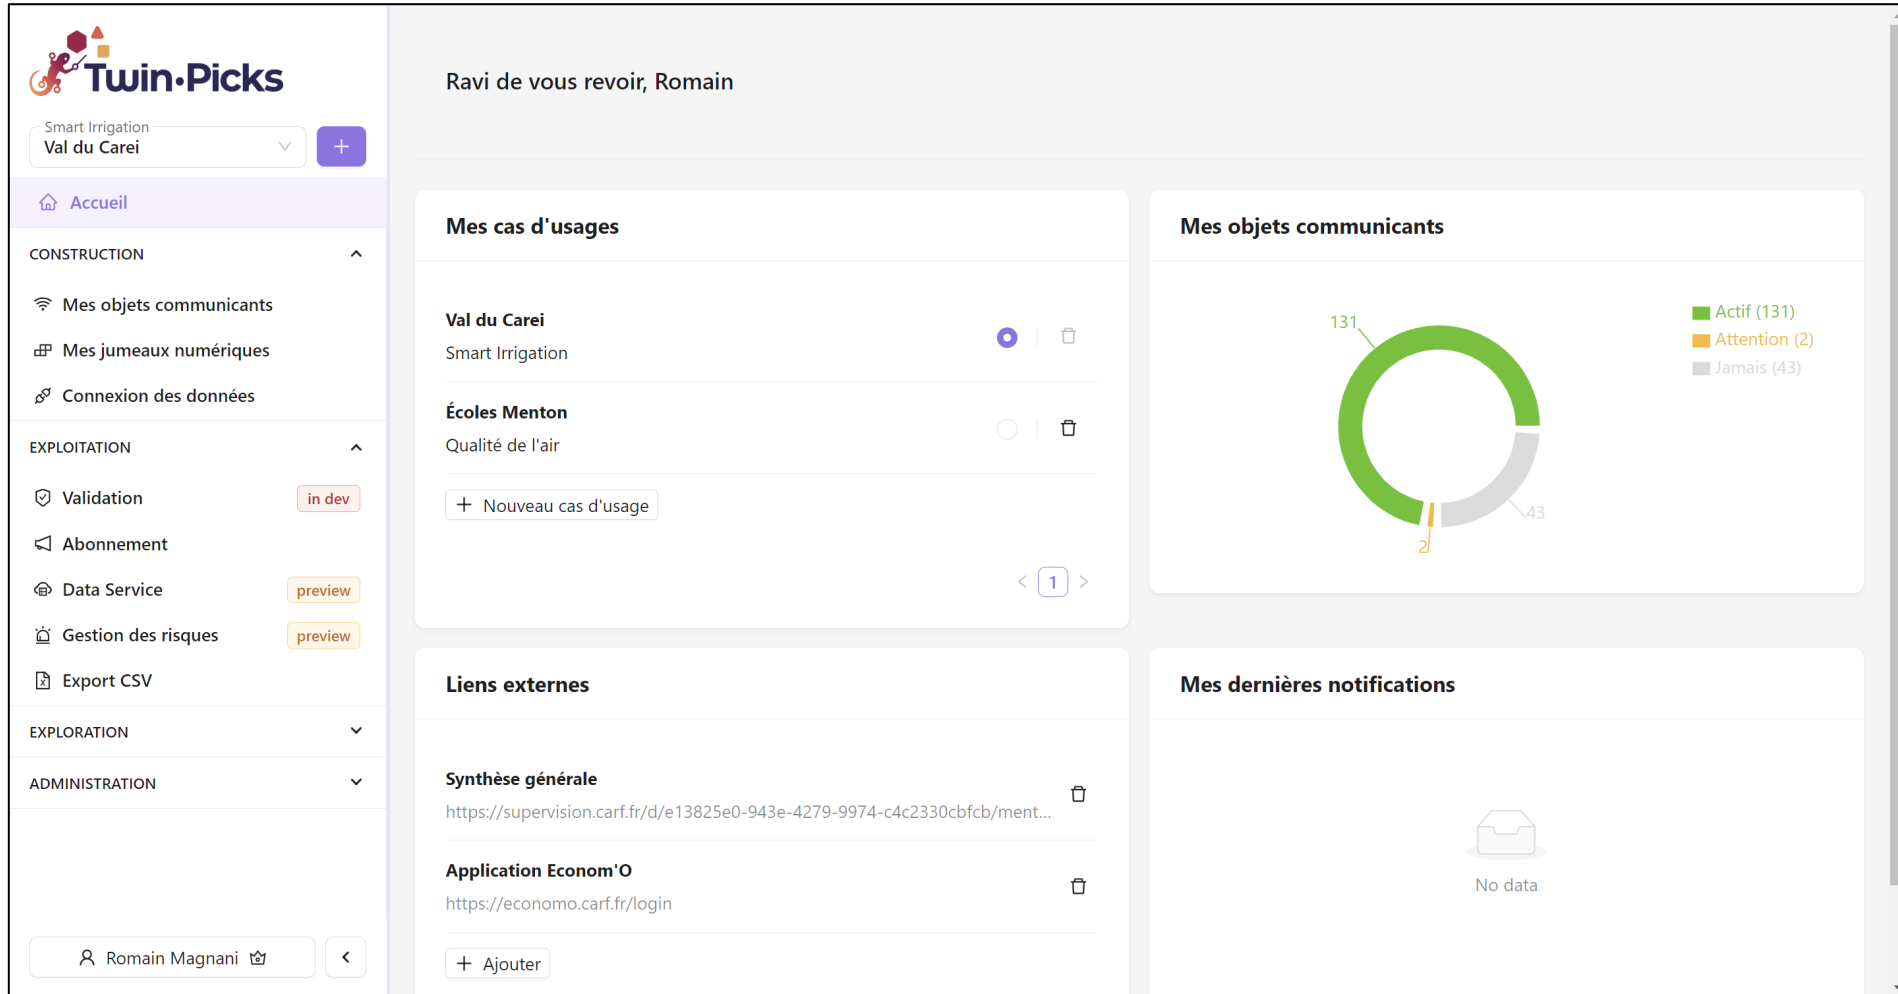 Twin·Picks
Smart Irrigation
Val du Carei
Accueil
CONSTRUCTION
Mes objets communicants
Mes jumeaux numériques
Connexion des données
EXPLOITATION
Validation in dev
Abonnement
Data Service preview
Gestion des risques preview
Export CSV
EXPLORATION
ADMINISTRATION
Romain Magnani
Ravi de vous revoir, Romain
Mes cas d'usages
Val du Carei
Smart Irrigation
Écoles Menton
Qualité de l'air
+ Nouveau cas d'usage
< 1 >
Mes objets communicants
131
43
2
Actif (131)
Attention (2)
Jamais (43)
Liens externes
Synthèse générale
https://supervision.carf.fr/d/e13825e0-943e-4279-9974-c4c2330cbfcb/ment...
Application Econom'O
https://economo.carf.fr/login
+ Ajouter
Mes dernières notifications
No data